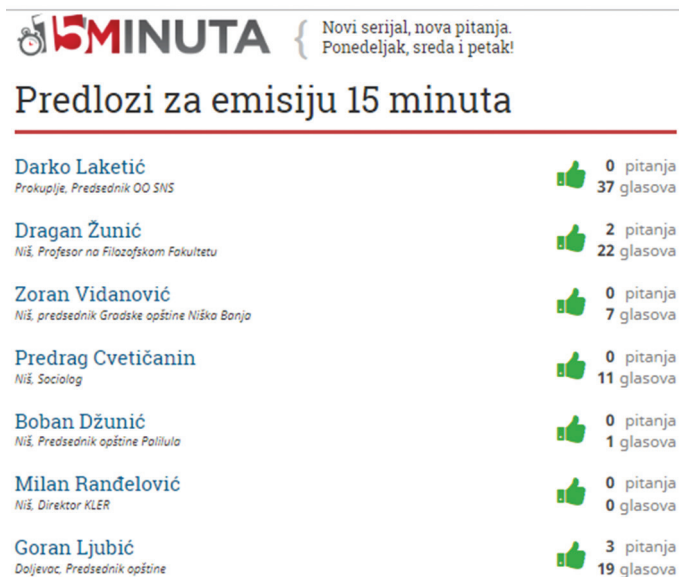 15MINUTA { Novi serijal, nova pitanja.
Ponedeljak, sreda i petak!
Predlozi za emisiju 15 minuta
Darko Laketić
Prokuplje, Predsednik OO SNS
0 pitanja
37 glasova
Dragan Žunić
Niš, Profesor na Filozofskom Fakultetu
2 pitanja
22 glasova
Zoran Vidanović
Niš, predsednik Gradske opštine Niška Banja
0 pitanja
7 glasova
Predrag Cvetičanin
Niš, Sociolog
0 pitanja
11 glasova
Boban Džunić
Niš, Predsednik opštine Palilula
0 pitanja
1 glasova
Milan Ranđelović
Niš, Direktor KLER
0 pitanja
0 glasova
Goran Ljubić
Doljevac, Predsednik opštine
3 pitanja
19 glasova